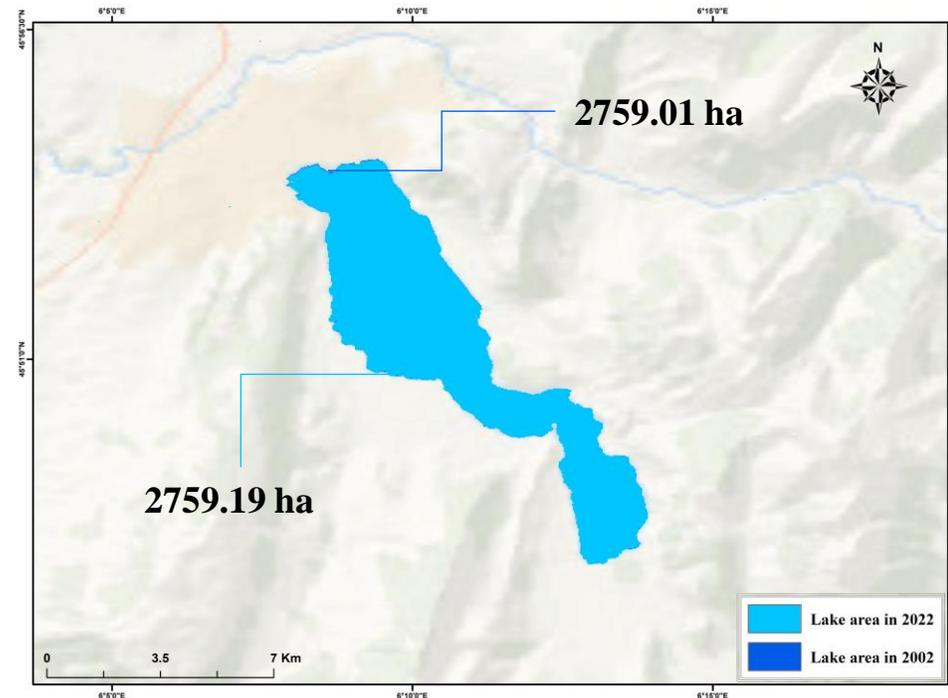 6°5'0"E 6°10'0"E 6°15'0"E
45°55'30"N
N
2759.01 ha
45°51'0"N
2759.19 ha
Lake area in 2022
Lake area in 2002
0 3.5 7 Km
6°5'0"E 6°10'0"E 6°15'0"E